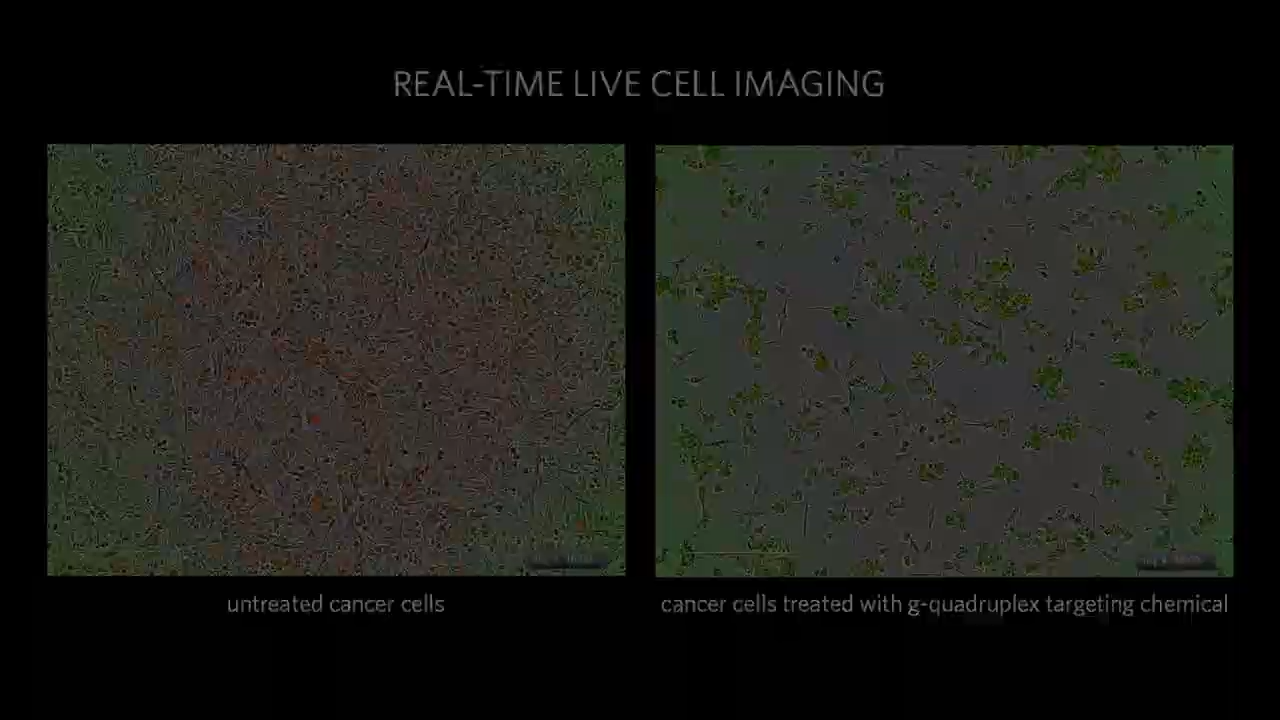 REAL-TIME LIVE CELL IMAGING
untreated cancer cells
cancer cells treated with g-quadruplex targeting chemical